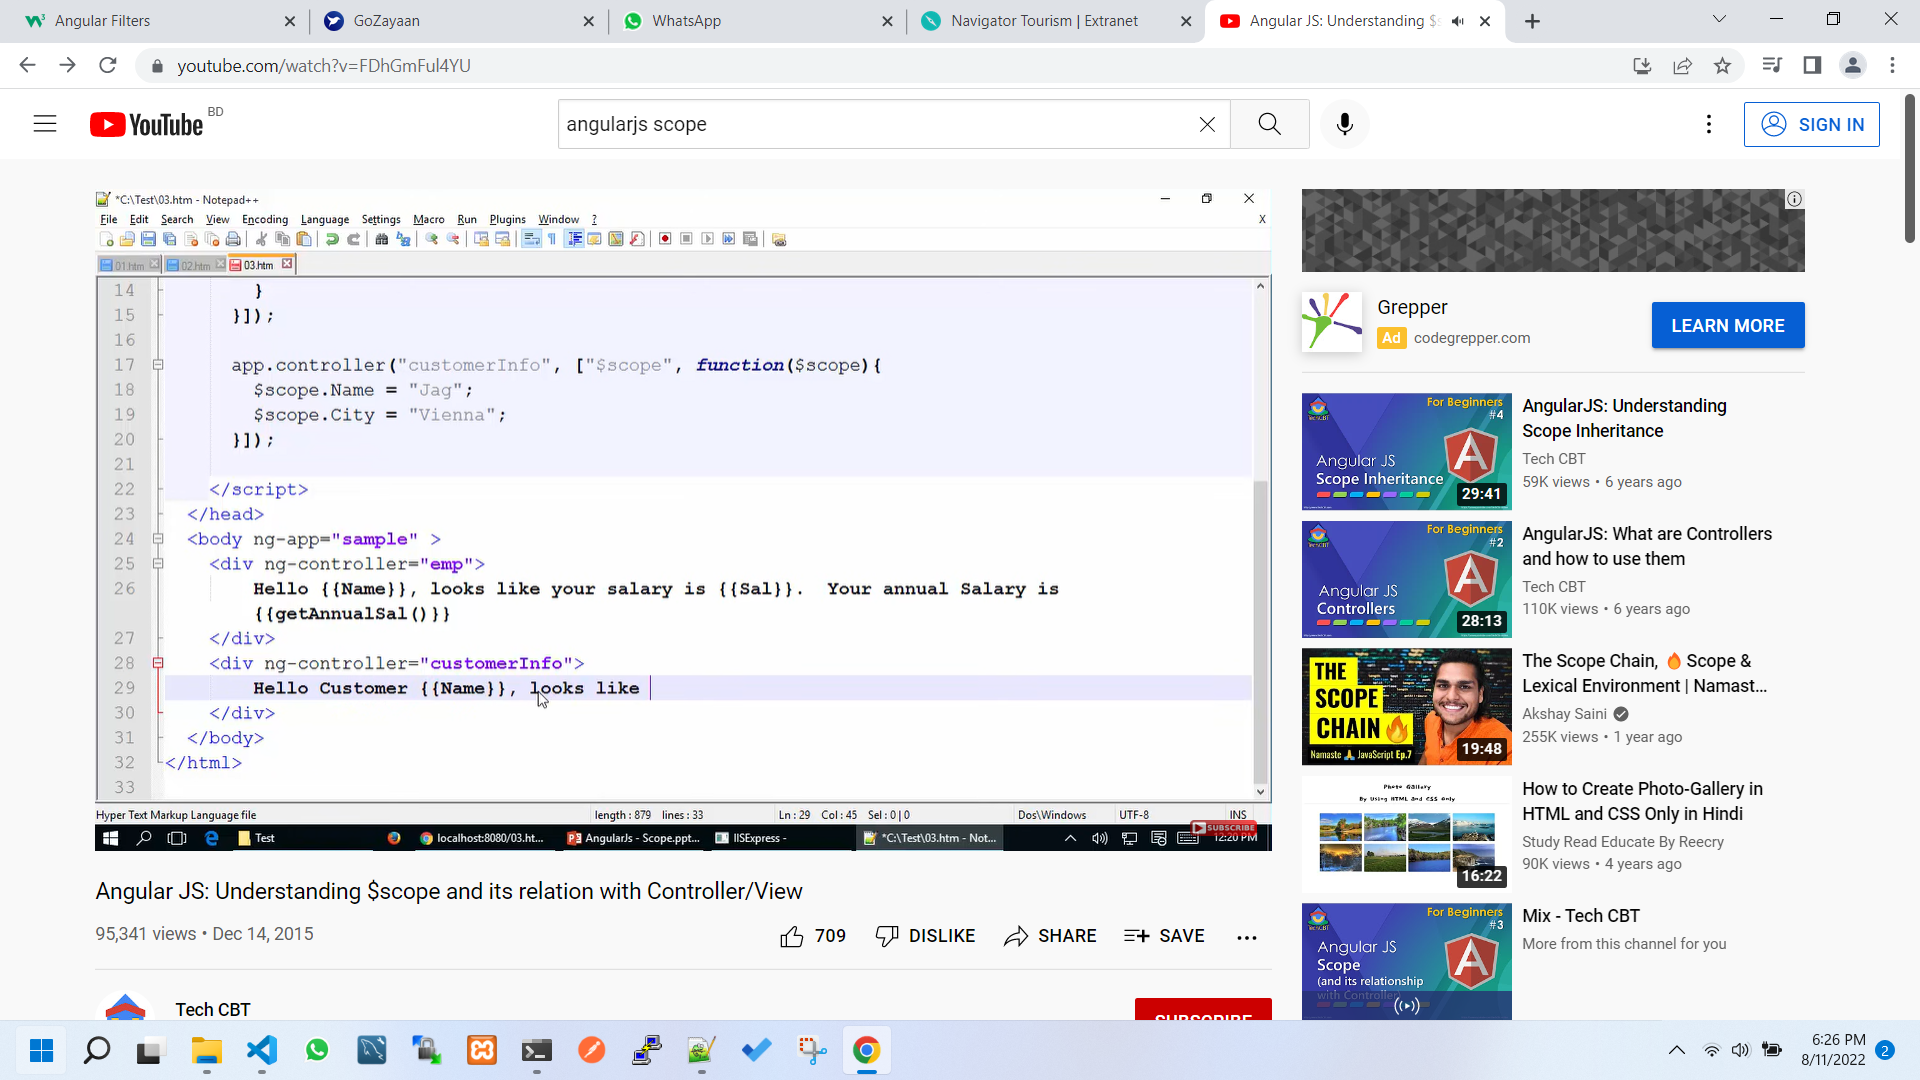 Angular Filters
GoZayaan
WhatsApp
Navigator Tourism | Extranet
Angular JS: Understanding $s
youtube.com/watch?v=FDhGmFul4YU
YouTube BD
angularjs scope
SIGN IN
*C:\Test\03.htm - Notepad++
File Edit Search View Encoding Language Settings Macro Run Plugins Window ?
X
01.htm 02.htm 03.htm
14 }
15 }]);
16
17 app.controller("customerInfo", ["$scope", function($scope){
18 $scope.Name = "Jag";
19 $scope.City = "Vienna";
20 }]);
21
22 </script>
23 </head>
24 <body ng-app="sample" >
25 <div ng-controller="emp">
26 Hello {{Name}}, looks like your salary is {{Sal}}.  Your annual Salary is
{{getAnnualSal()}}
27 </div>
28 <div ng-controller="customerInfo">
29 Hello Customer {{Name}}, looks like
30 </div>
31 </body>
32 </html>
33
Hyper Text Markup Language file length : 879 lines : 33 Ln : 29 Col : 45 Sel : 0 | 0 Dos\Windows UTF-8 INS
SUBSCRIBE
Test localhost:8080/03.ht... AngularJs - Scope.ppt... IISExpress - *C:\Test\03.htm - Not... 12:20 PM
Angular JS: Understanding $scope and its relation with Controller/View
95,341 views • Dec 14, 2015
709 DISLIKE SHARE SAVE
Tech CBT
SUBSCRIBE
Grepper
Ad codegrepper.com
LEARN MORE
For Beginners
#4
TechCBT
Angular JS
Scope Inheritance
29:41
AngularJS: Understanding
Scope Inheritance
Tech CBT
59K views • 6 years ago
For Beginners
#2
TechCBT
Angular JS
Controllers
28:13
AngularJS: What are Controllers
and how to use them
Tech CBT
110K views • 6 years ago
THE
SCOPE
CHAIN
Namaste JavaScript Ep.7
19:48
The Scope Chain, 🔥 Scope &
Lexical Environment | Namast...
Akshay Saini
255K views • 1 year ago
Photo Gallery
By Using HTML and CSS Only
16:22
How to Create Photo-Gallery in
HTML and CSS Only in Hindi
Study Read Educate By Reecry
90K views • 4 years ago
For Beginners
#3
TechCBT
Angular JS
Scope
(and its relationship
with Controller)
Mix - Tech CBT
More from this channel for you
6:26 PM
8/11/2022
2